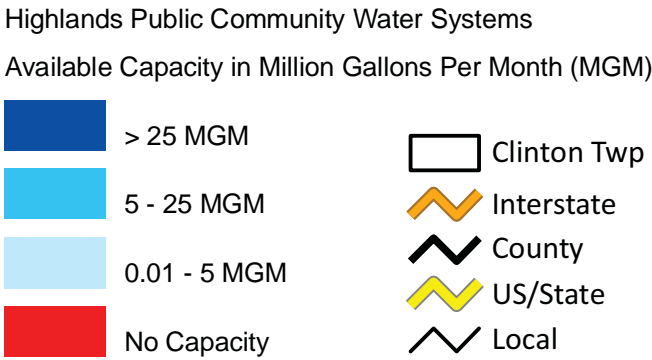 Highlands Public Community Water Systems
Available Capacity in Million Gallons Per Month (MGM)
> 25 MGM
5 - 25 MGM
0.01 - 5 MGM
No Capacity
Clinton Twp
Interstate
County
US/State
Local